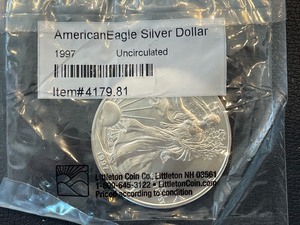 AmericanEagle Silver Dollar
1997 Uncirculated
Item#4179.81
Littleton Coin Co., Littleton NH 03561
1-800-645-3122 • LittletonCoin.com
Priced according to condition